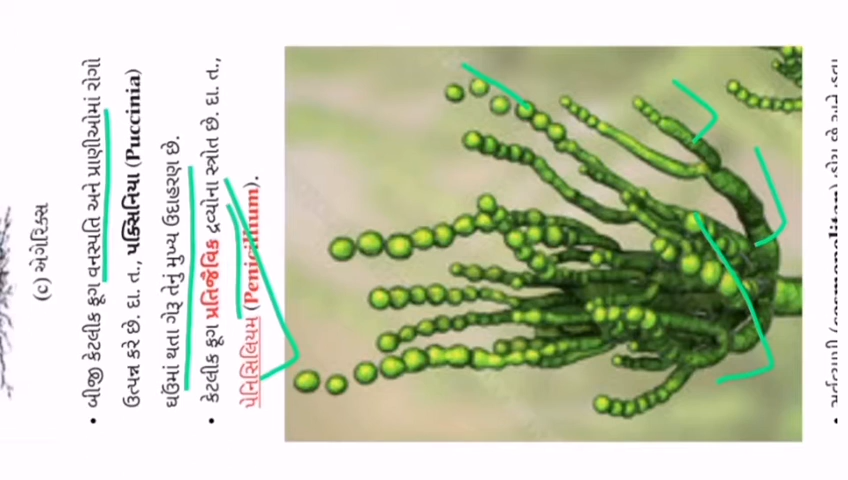 (c) એગેરિક્સ
• બીજી કેટલીક ફૂગ વનસ્પતિ અને પ્રાણીઓમાં રોગો
ઉત્પન્ન કરે છે. દા. ત., પક્સિનિયા (Puccinia)
ઘઉંમાં થતા ગેરૂ તેનું મુખ્ય ઉદાહરણ છે.
• કેટલીક ફૂગ પ્રતિજૈવિક દ્રવ્યોના સ્ત્રોત છે. દા. ત.,
પેનિસિલિયમ (Penicillium).
• (cosmopolitan)